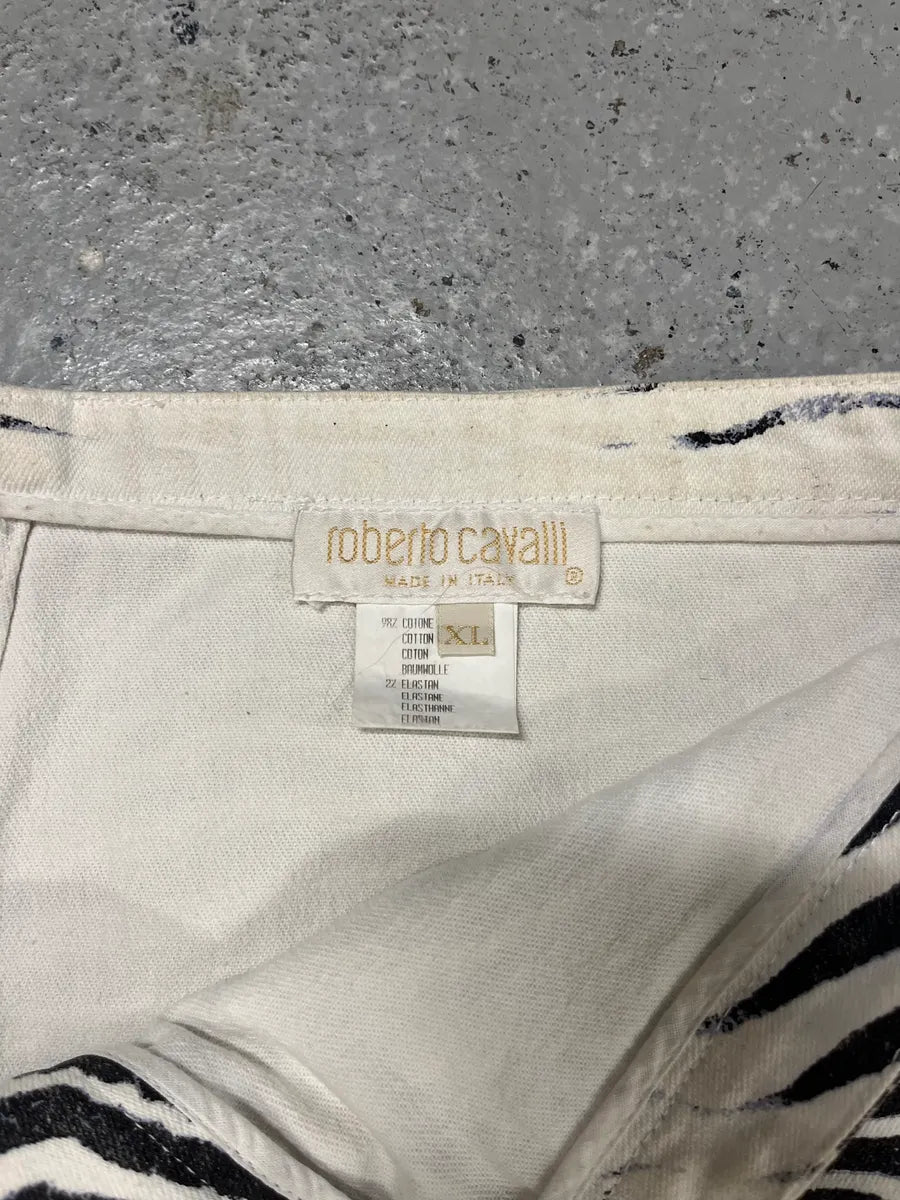 roberto cavalli
MADE IN ITALY ®
98% COTONE
XL
COTTON
COTON
BAUMWOLLE
2% ELASTAN
ELASTANE
ELASTHANNE
ELASTAN